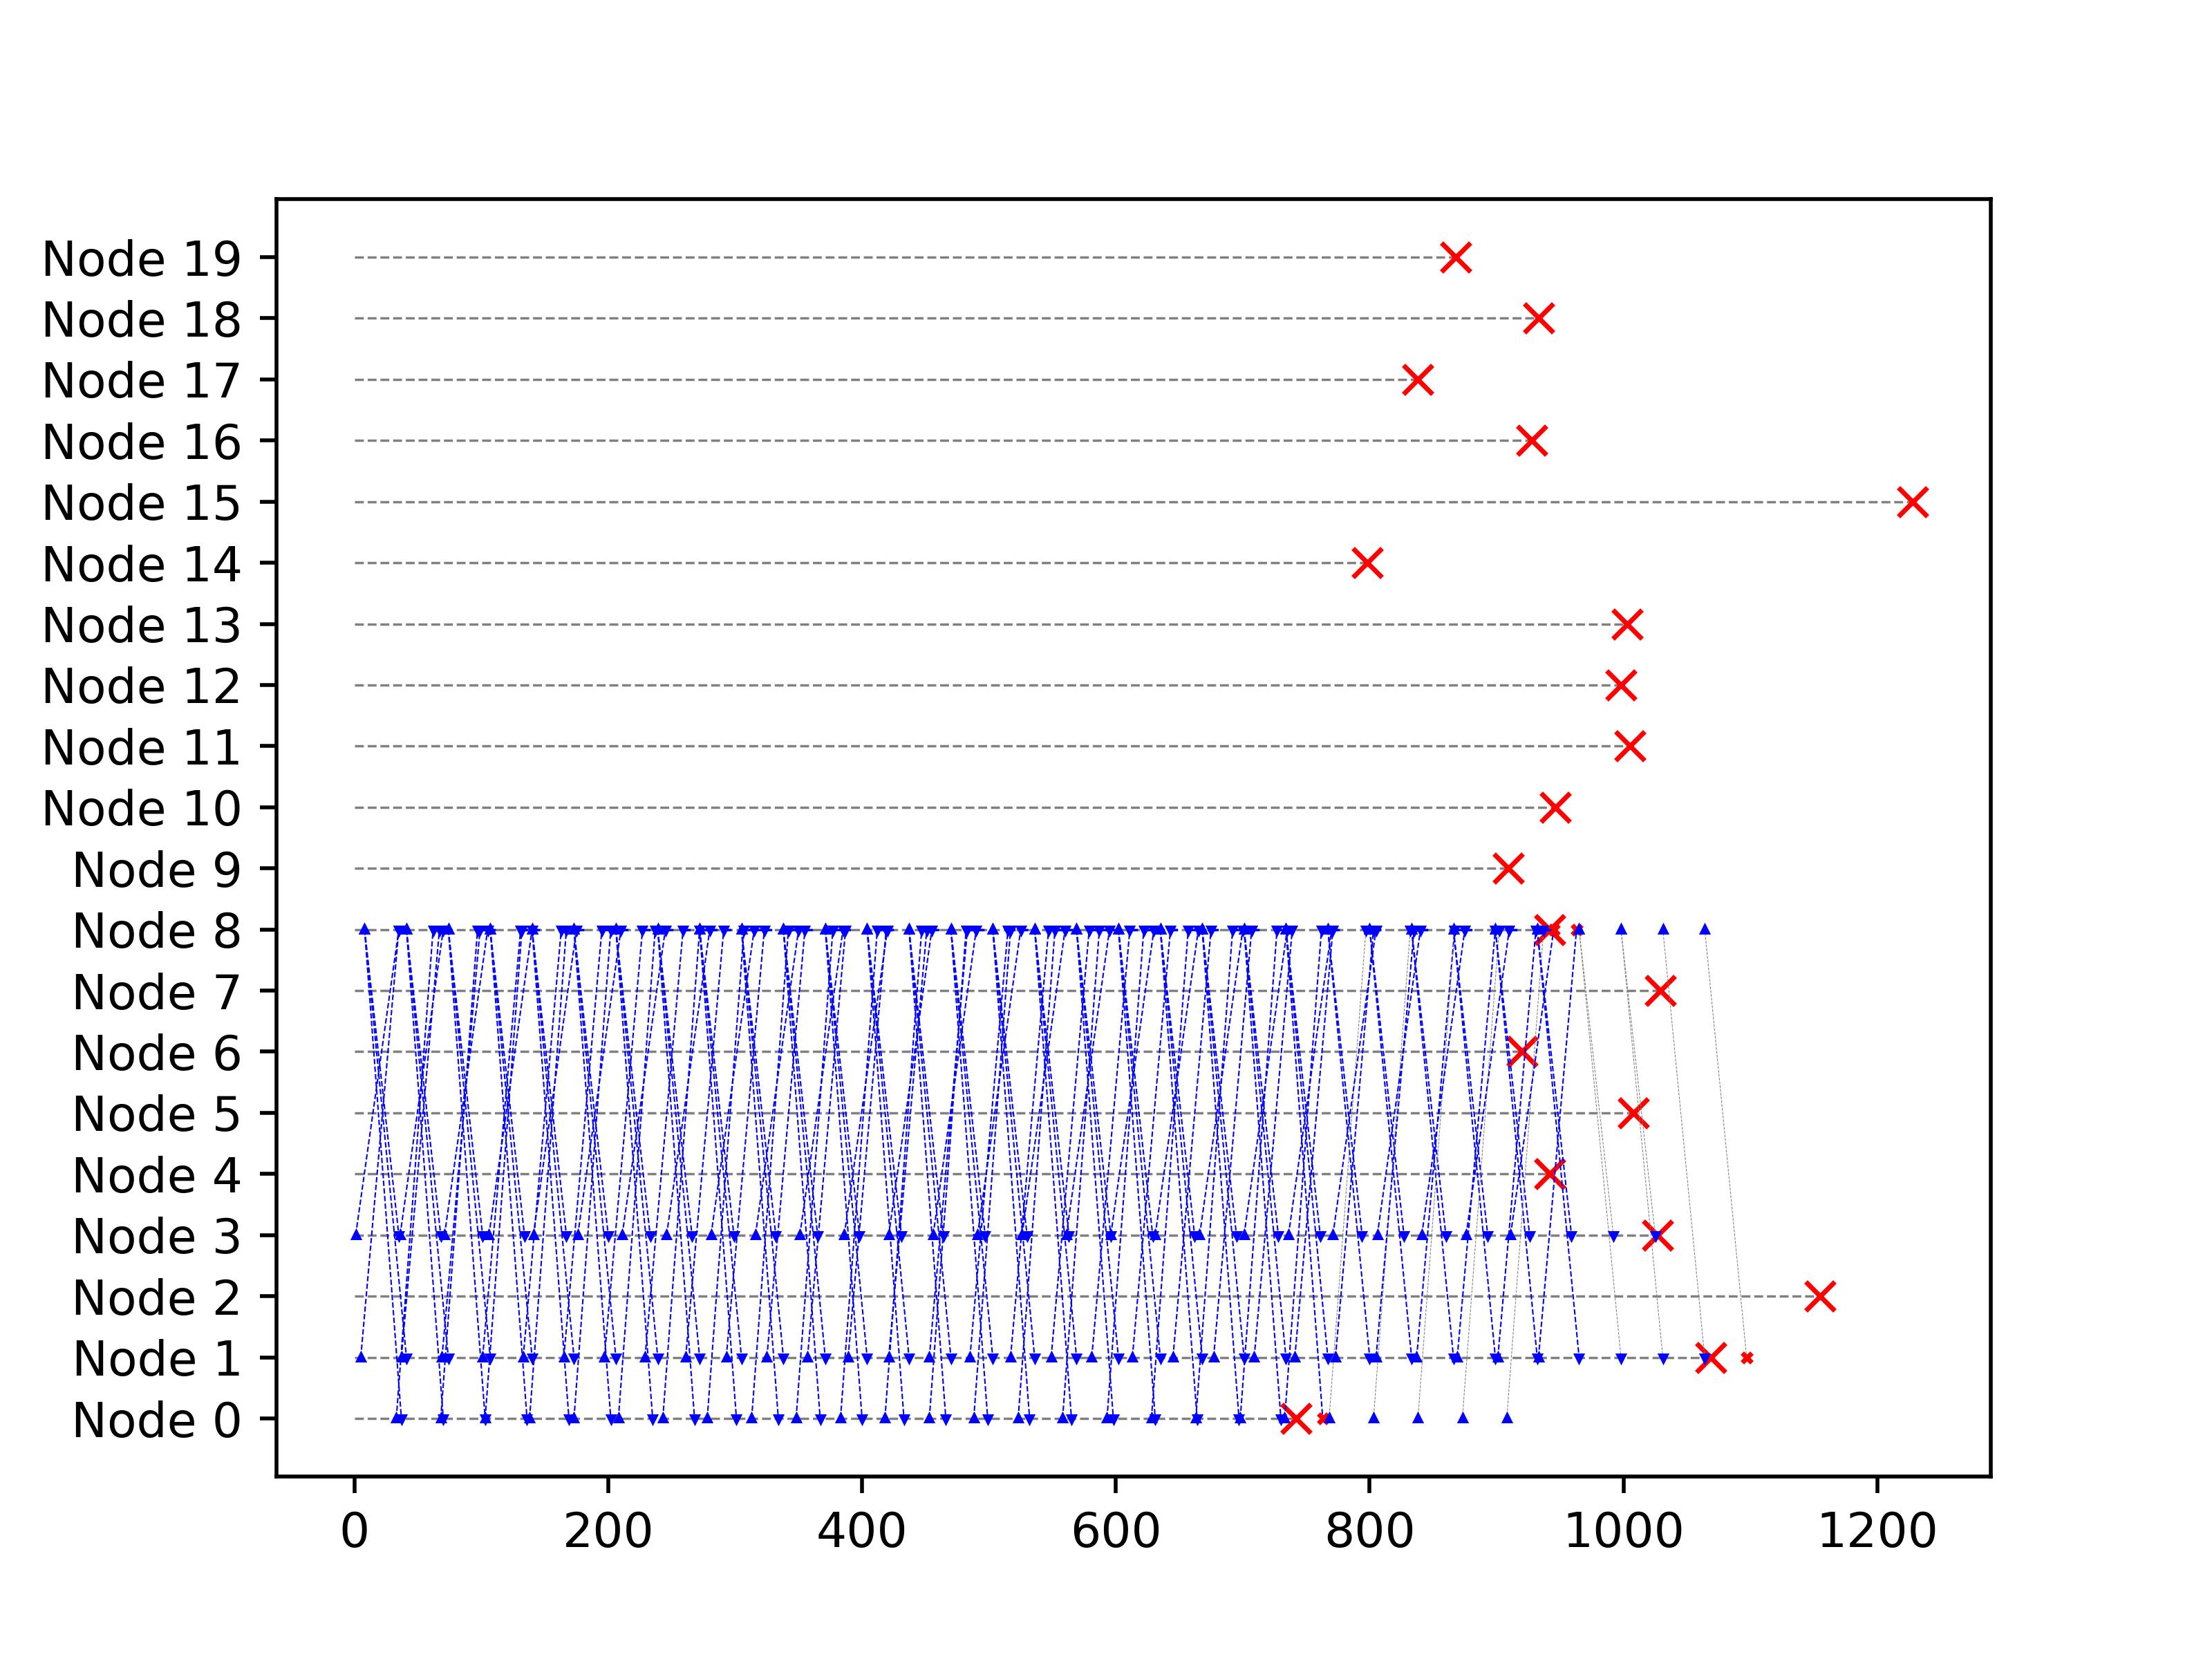 Node 19
Node 18
Node 17
Node 16
Node 15
Node 14
Node 13
Node 12
Node 11
Node 10
Node 9
Node 8
Node 7
Node 6
Node 5
Node 4
Node 3
Node 2
Node 1
Node 0
0 200 400 600 800 1000 1200